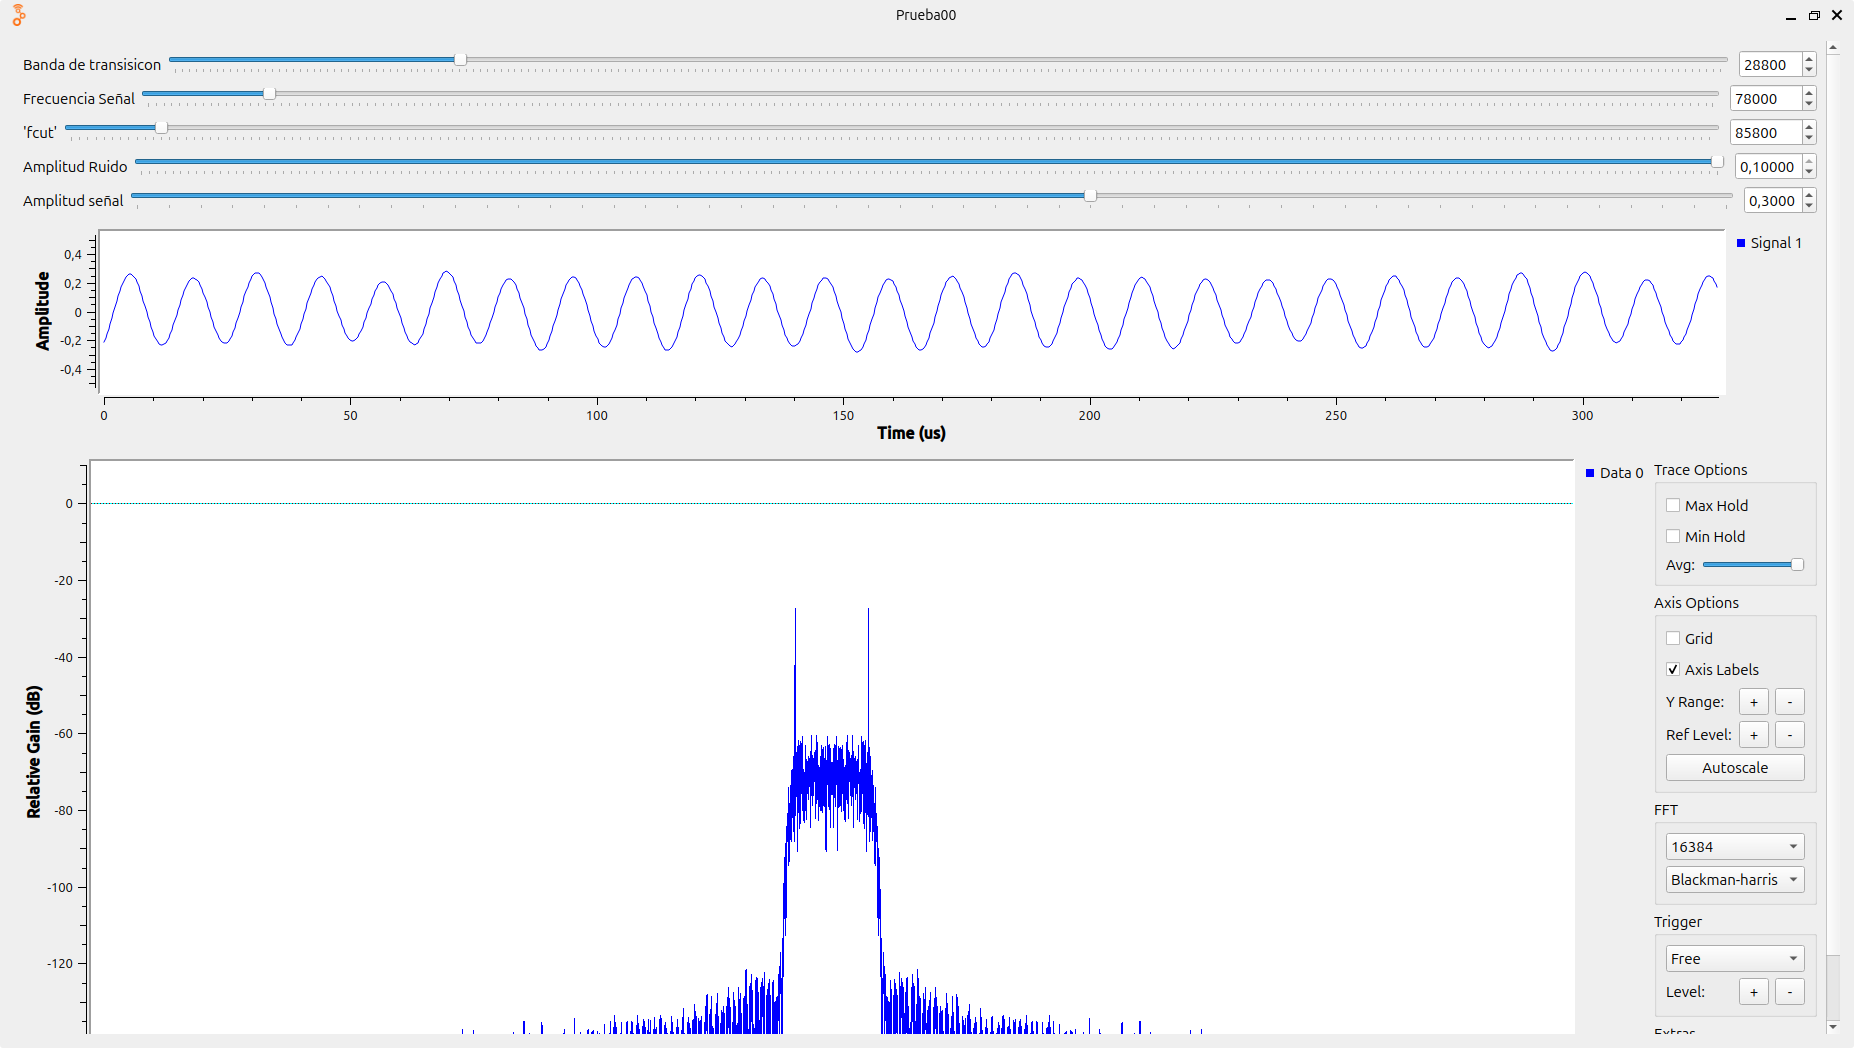 Prueba00
Banda de transisicon 28800
Frecuencia Señal 78000
'fcut' 85800
Amplitud Ruido 0,10000
Amplitud señal 0,3000
Signal 1
Amplitude
0,4
0,2
0
-0,2
-0,4
0 50 100 150 200 250 300
Time (us)
Data 0
Relative Gain (dB)
0
-20
-40
-60
-80
-100
-120
Trace Options
Max Hold
Min Hold
Avg:
Axis Options
Grid
Axis Labels
Y Range: + -
Ref Level: + -
Autoscale
FFT
16384
Blackman-harris
Trigger
Free
Level: + -
Extras